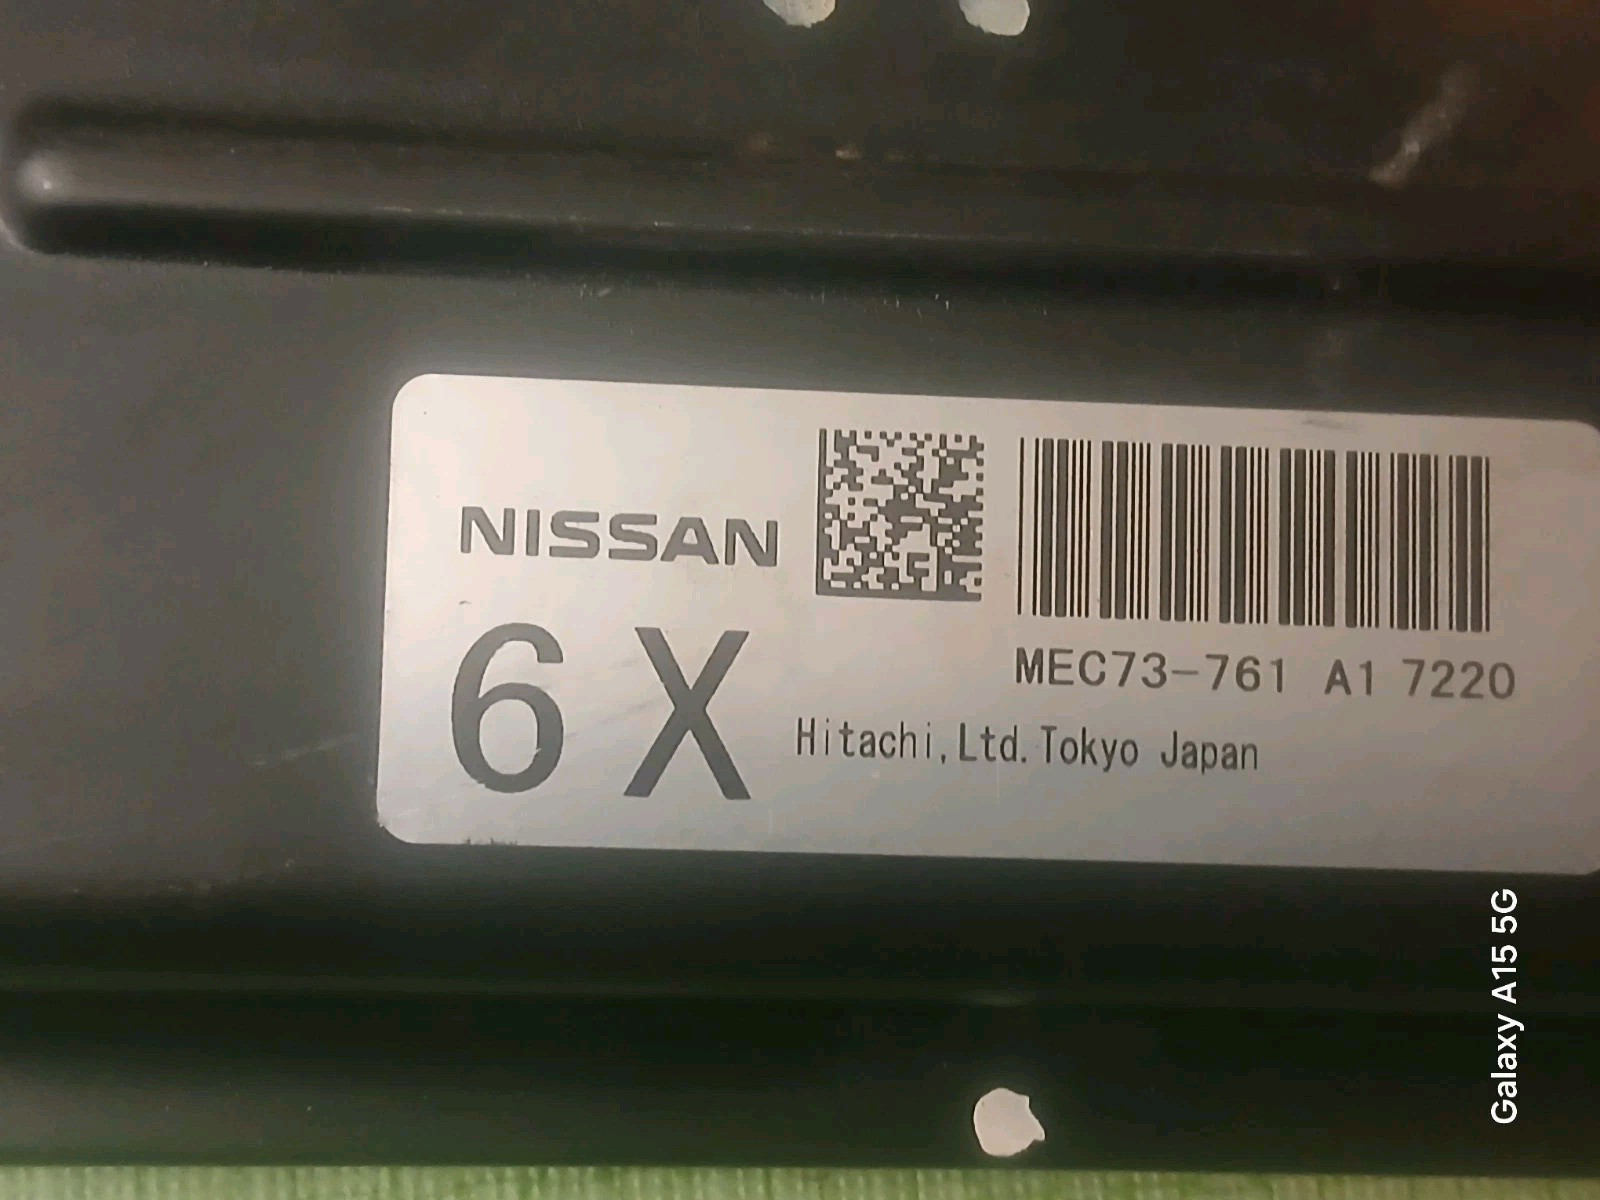 NISSAN
6 X
MEC73-761 A1 7220
Hitachi,Ltd.Tokyo Japan
Galaxy A15 5G